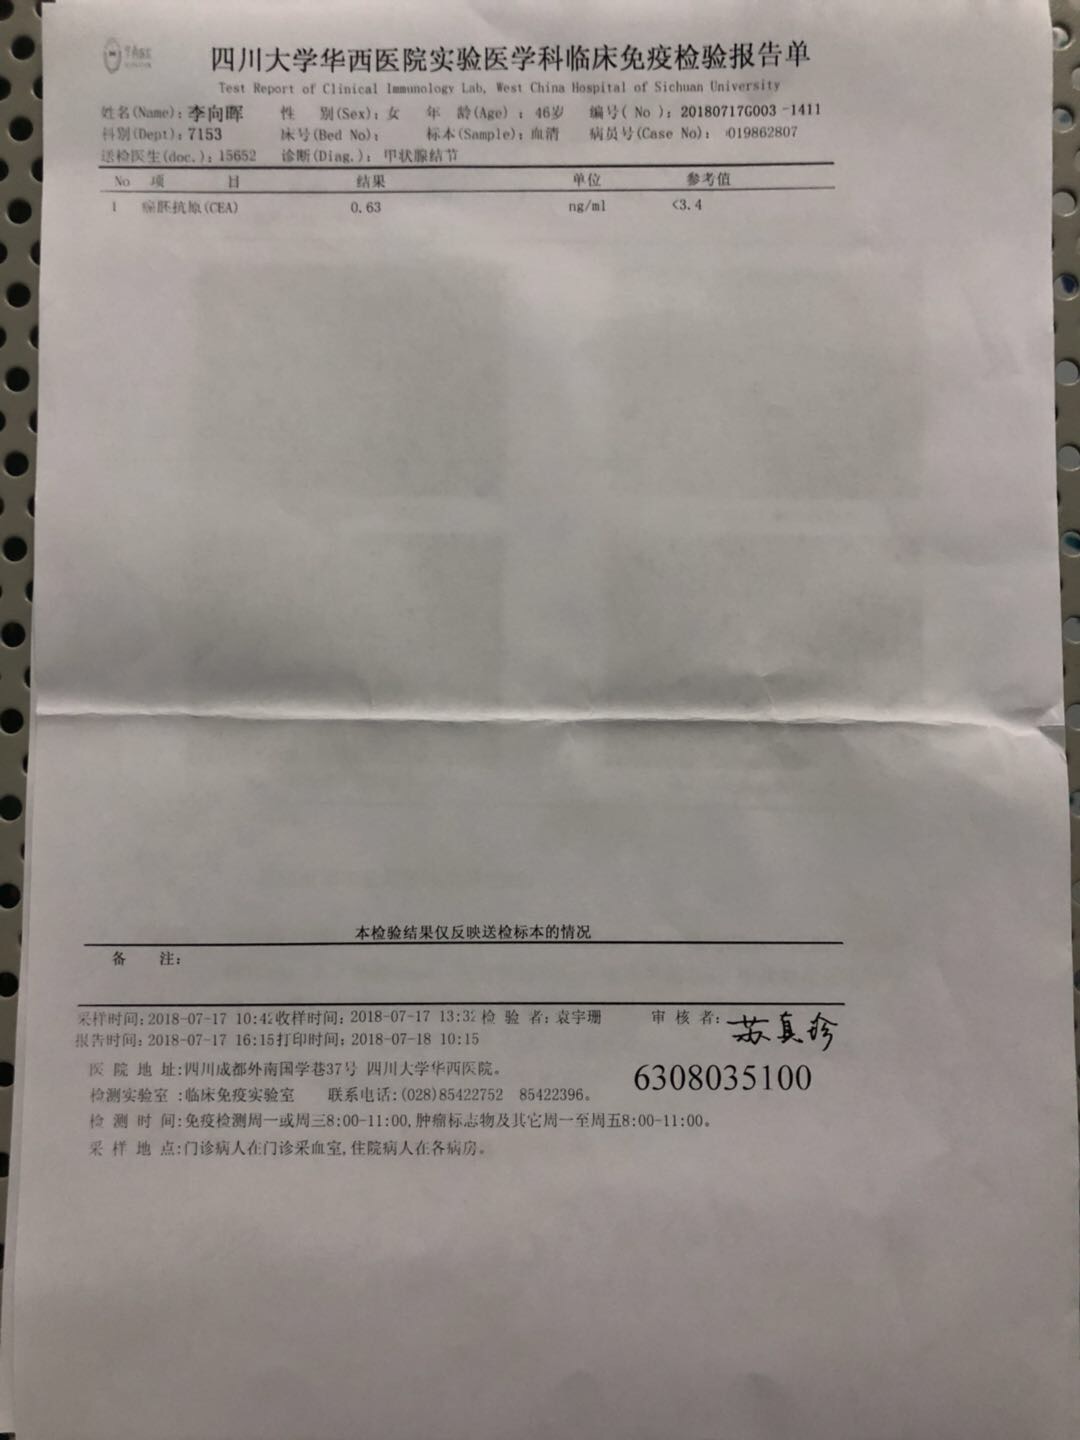 四川大学华西医院实验医学科临床免疫检验报告单
Test Report of Clinical Immunology Lab, West China Hospital of Sichuan University
姓名(Name): 李向晖 性 别(Sex): 女 年 龄(Age) : 46岁 编号( No ): 20180717G003 -1411
科别(Dept): 7153 床号(Bed No): 标本(Sample): 血清 病员号(Case No): 019862807
送检医生(doc.): 15652 诊断(Diag.): 甲状腺结节
No 项 目 结果 单位 参考值
1 癌胚抗原(CEA) 0.63 ng/ml <3.4
本检验结果仅反映送检标本的情况
备 注:
采样时间: 2018-07-17 10:42 收样时间: 2018-07-17 13:32 检 验 者: 袁宇珊 审 核 者: 苏真珍
报告时间: 2018-07-17 16:15 打印时间: 2018-07-18 10:15
医 院 地 址: 四川成都外南国学巷37号 四川大学华西医院。
6308035100
检测实验室 :临床免疫实验室 联系电话:(028)85422752 85422396。
检 测 时 间:免疫检测周一或周三8:00-11:00,肿瘤标志物及其它周一至周五8:00-11:00。
采 样 地 点:门诊病人在门诊采血室,住院病人在各病房。